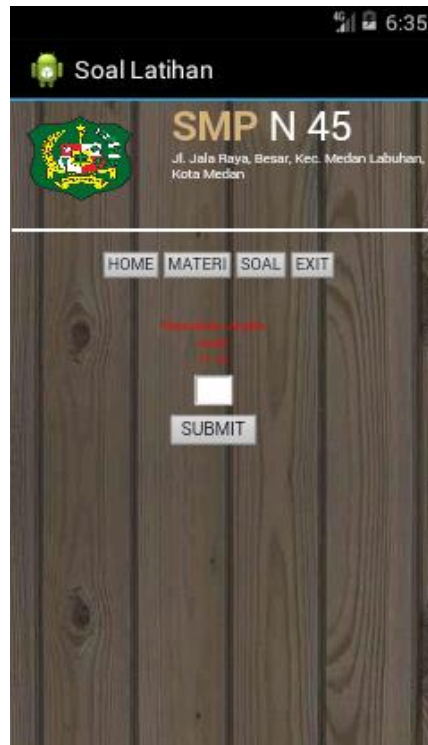 4G 6:35
Soal Latihan
SMP N 45
Jl. Jala Raya, Besar, Kec. Medan Labuhan,
Kota Medan
HOME MATERI SOAL EXIT
SUBMIT